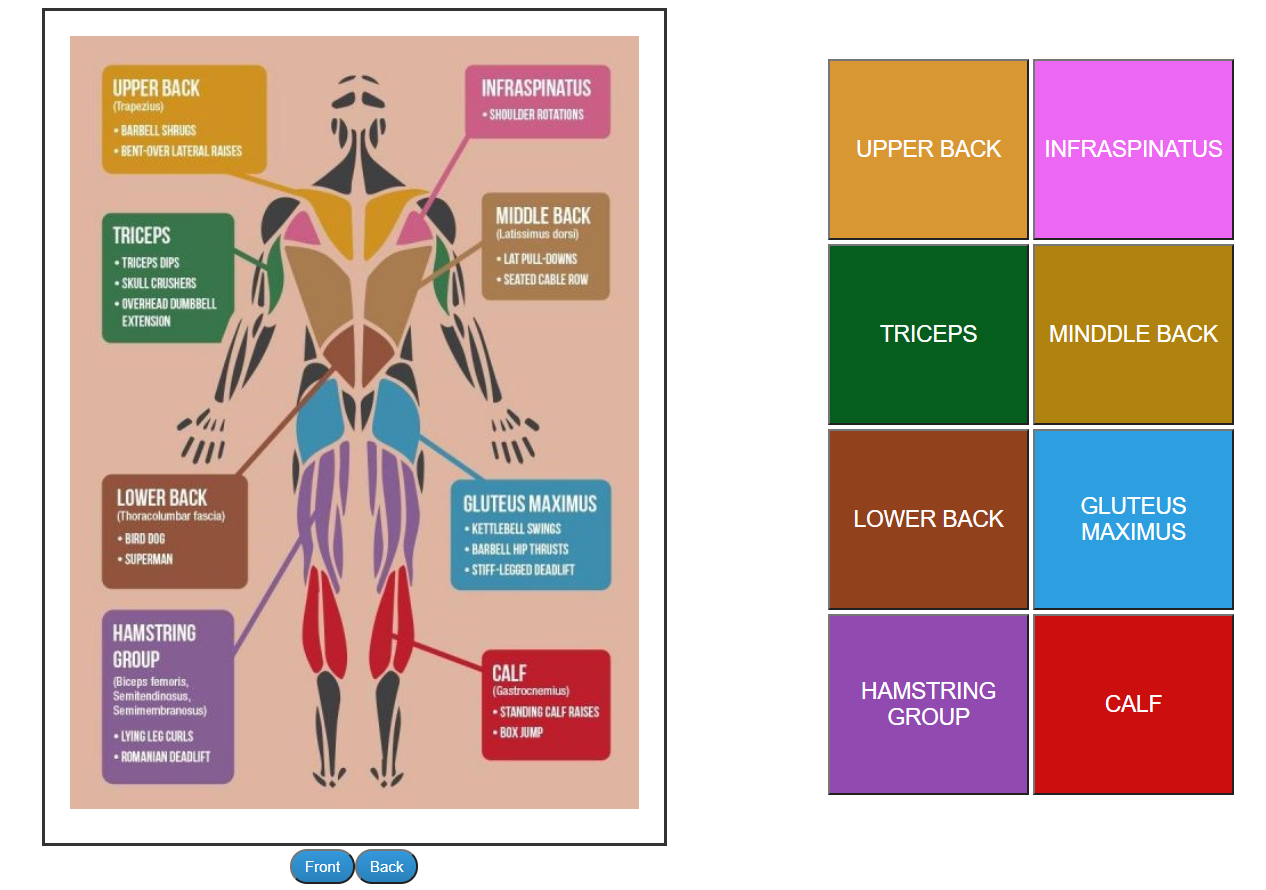 UPPER BACK
(Trapezius)
• BARBELL SHRUGS
• BENT-OVER LATERAL RAISES
INFRASPINATUS
• SHOULDER ROTATIONS
TRICEPS
• TRICEPS DIPS
• SKULL CRUSHERS
• OVERHEAD DUMBBELL
EXTENSION
MIDDLE BACK
(Latissimus dorsi)
• LAT PULL-DOWNS
• SEATED CABLE ROW
LOWER BACK
(Thoracolumbar fascia)
• BIRD DOG
• SUPERMAN
GLUTEUS MAXIMUS
• KETTLEBELL SWINGS
• BARBELL HIP THRUSTS
• STIFF-LEGGED DEADLIFT
HAMSTRING
GROUP
(Biceps femoris,
Semitendinosus,
Semimembranosus)
• LYING LEG CURLS
• ROMANIAN DEADLIFT
CALF
(Gastrocnemius)
• STANDING CALF RAISES
• BOX JUMP
Front
Back
UPPER BACK
INFRASPINATUS
TRICEPS
MINDDLE BACK
LOWER BACK
GLUTEUS
MAXIMUS
HAMSTRING
GROUP
CALF